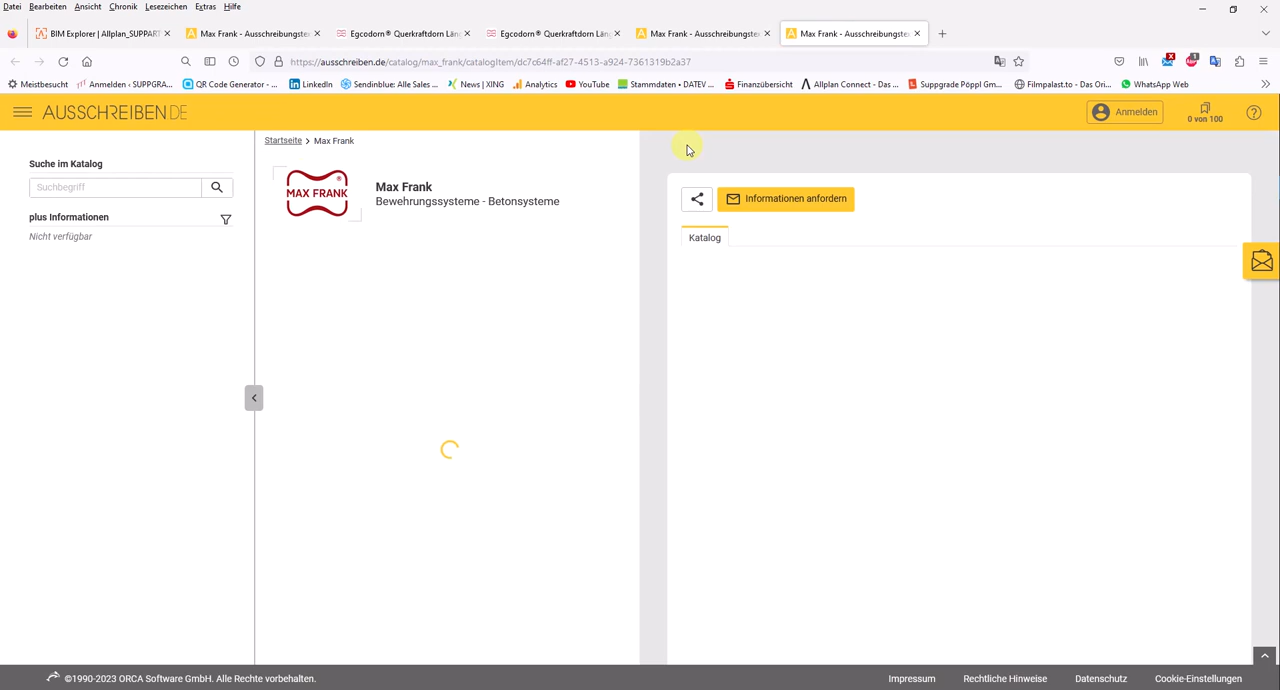 Datei Bearbeiten Ansicht Chronik Lesezeichen Extras Hilfe
BIM Explorer | Allplan_SUPPART Max Frank - Ausschreibungste Egcodorn® Querkraftdorn Län Egcodorn® Querkraftdorn Län Max Frank - Ausschreibungste Max Frank - Ausschreibungste
https://ausschreiben.de/catalog/max_frank/catalogItem/dc7c64ff-af27-4513-a924-7361319b2a37
Meistbesucht Anmelden ‹ SUPPGRA... QR Code Generator - ... LinkedIn Sendinblue: Alle Sales ... News | XING Analytics YouTube Stammdaten • DATEV ... Finanzübersicht Allplan Connect - Das ... Suppgrade Pöppl Gm... Filmpalast.to - Das Ori... WhatsApp Web
AUSSCHREIBEN.DE
Anmelden
0 von 100
Startseite > Max Frank
Suche im Katalog
Suchbegriff
plus Informationen
Nicht verfügbar
MAX FRANK ®
Max Frank
Bewehrungssysteme - Betonsysteme
Informationen anfordern
Katalog
©1990-2023 ORCA Software GmbH. Alle Rechte vorbehalten.
Impressum Rechtliche Hinweise Datenschutz Cookie-Einstellungen